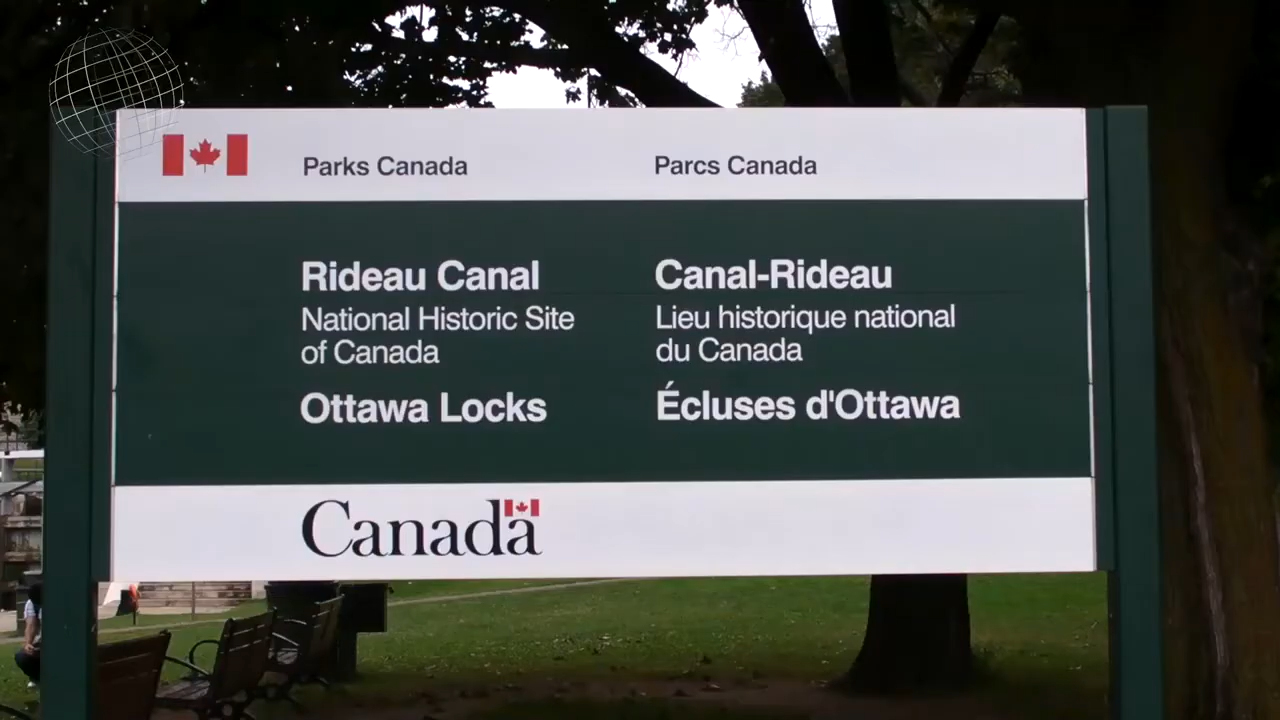 Parks Canada
Parcs Canada
Rideau Canal
National Historic Site
of Canada
Ottawa Locks
Canal-Rideau
Lieu historique national
du Canada
Écluses d'Ottawa
Canada